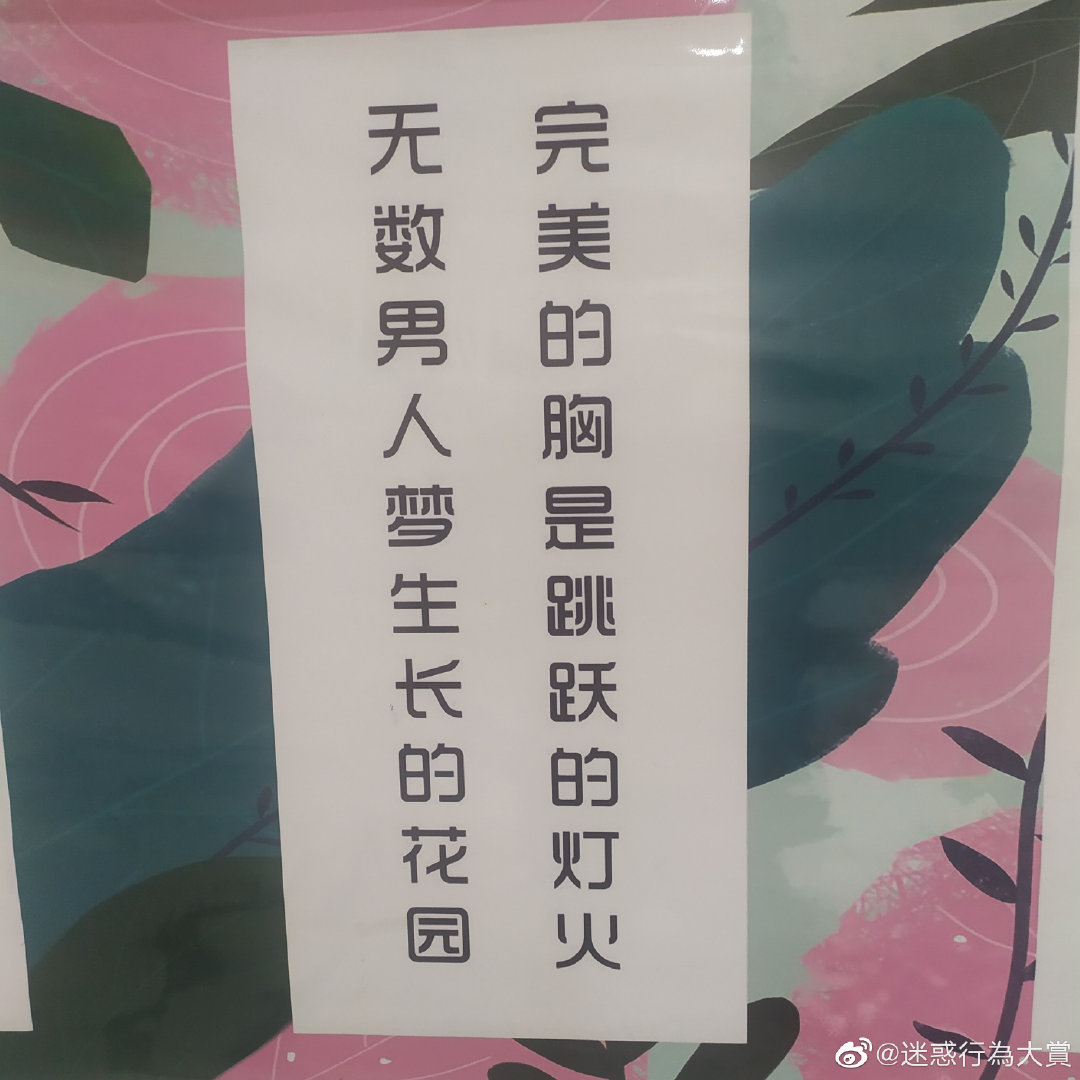 完美的胸是跳跃的灯火
无数男人梦生长的花园
@迷惑行為大賞